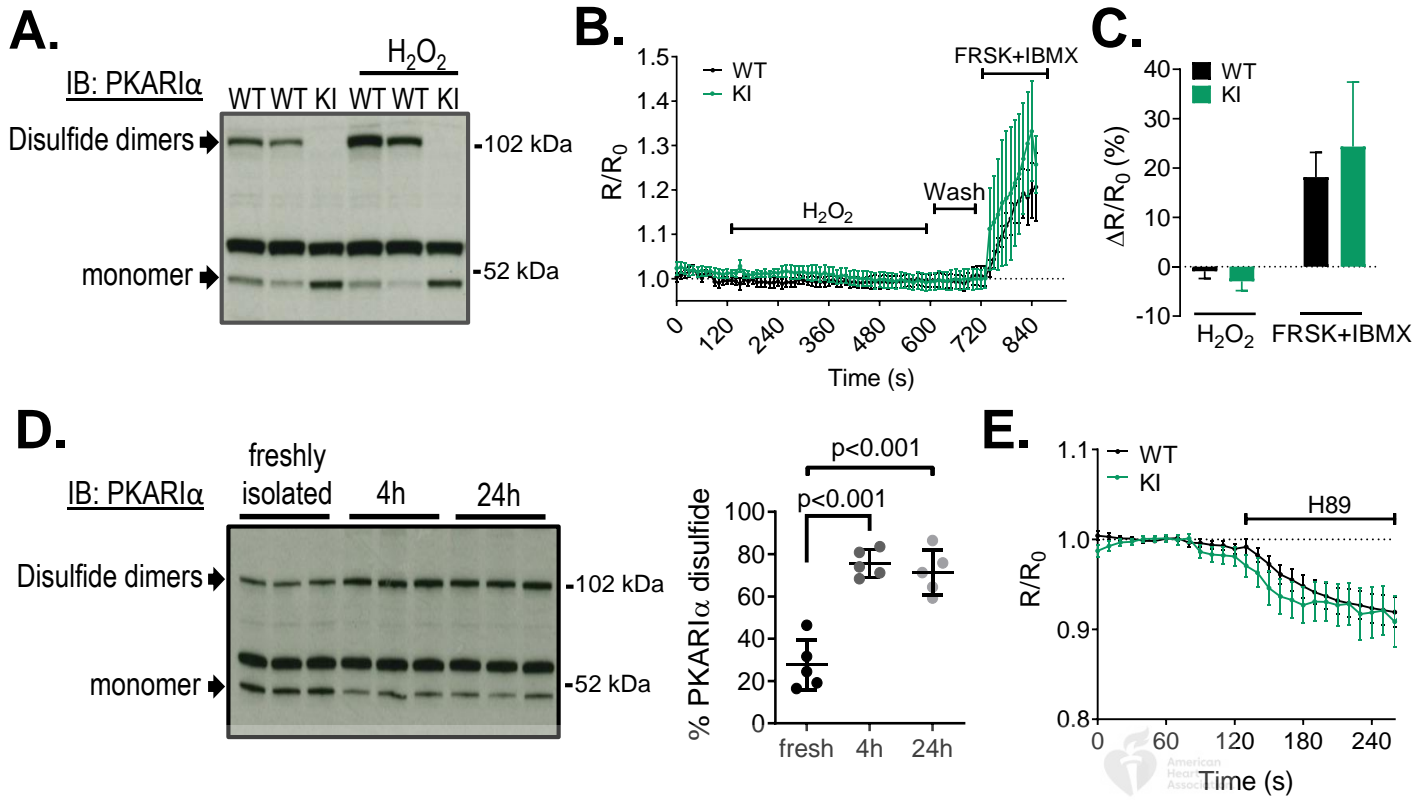 A.
H₂O₂
IB: PKARIα
WT WT KI WT WT KI
Disulfide dimers
-102 kDa
monomer
-52 kDa
B.
FRSK+IBMX
WT
KI
1.5
1.4
1.3
1.2
1.1
1.0
R/R₀
H₂O₂
Wash
0 120 240 360 480 600 720 840
Time (s)
C.
WT
KI
40
30
20
10
0
-10
ΔR/R₀ (%)
H₂O₂ FRSK+IBMX
D.
freshly
isolated 4h 24h
IB: PKARIα
Disulfide dimers
-102 kDa
monomer
-52 kDa
p<0.001
p<0.001
100
80
60
40
20
0
% PKARIα disulfide
fresh 4h 24h
E.
WT
KI
H89
1.1
1.0
0.9
0.8
R/R₀
0 60 120 180 240
Time (s)
American
Heart
Association